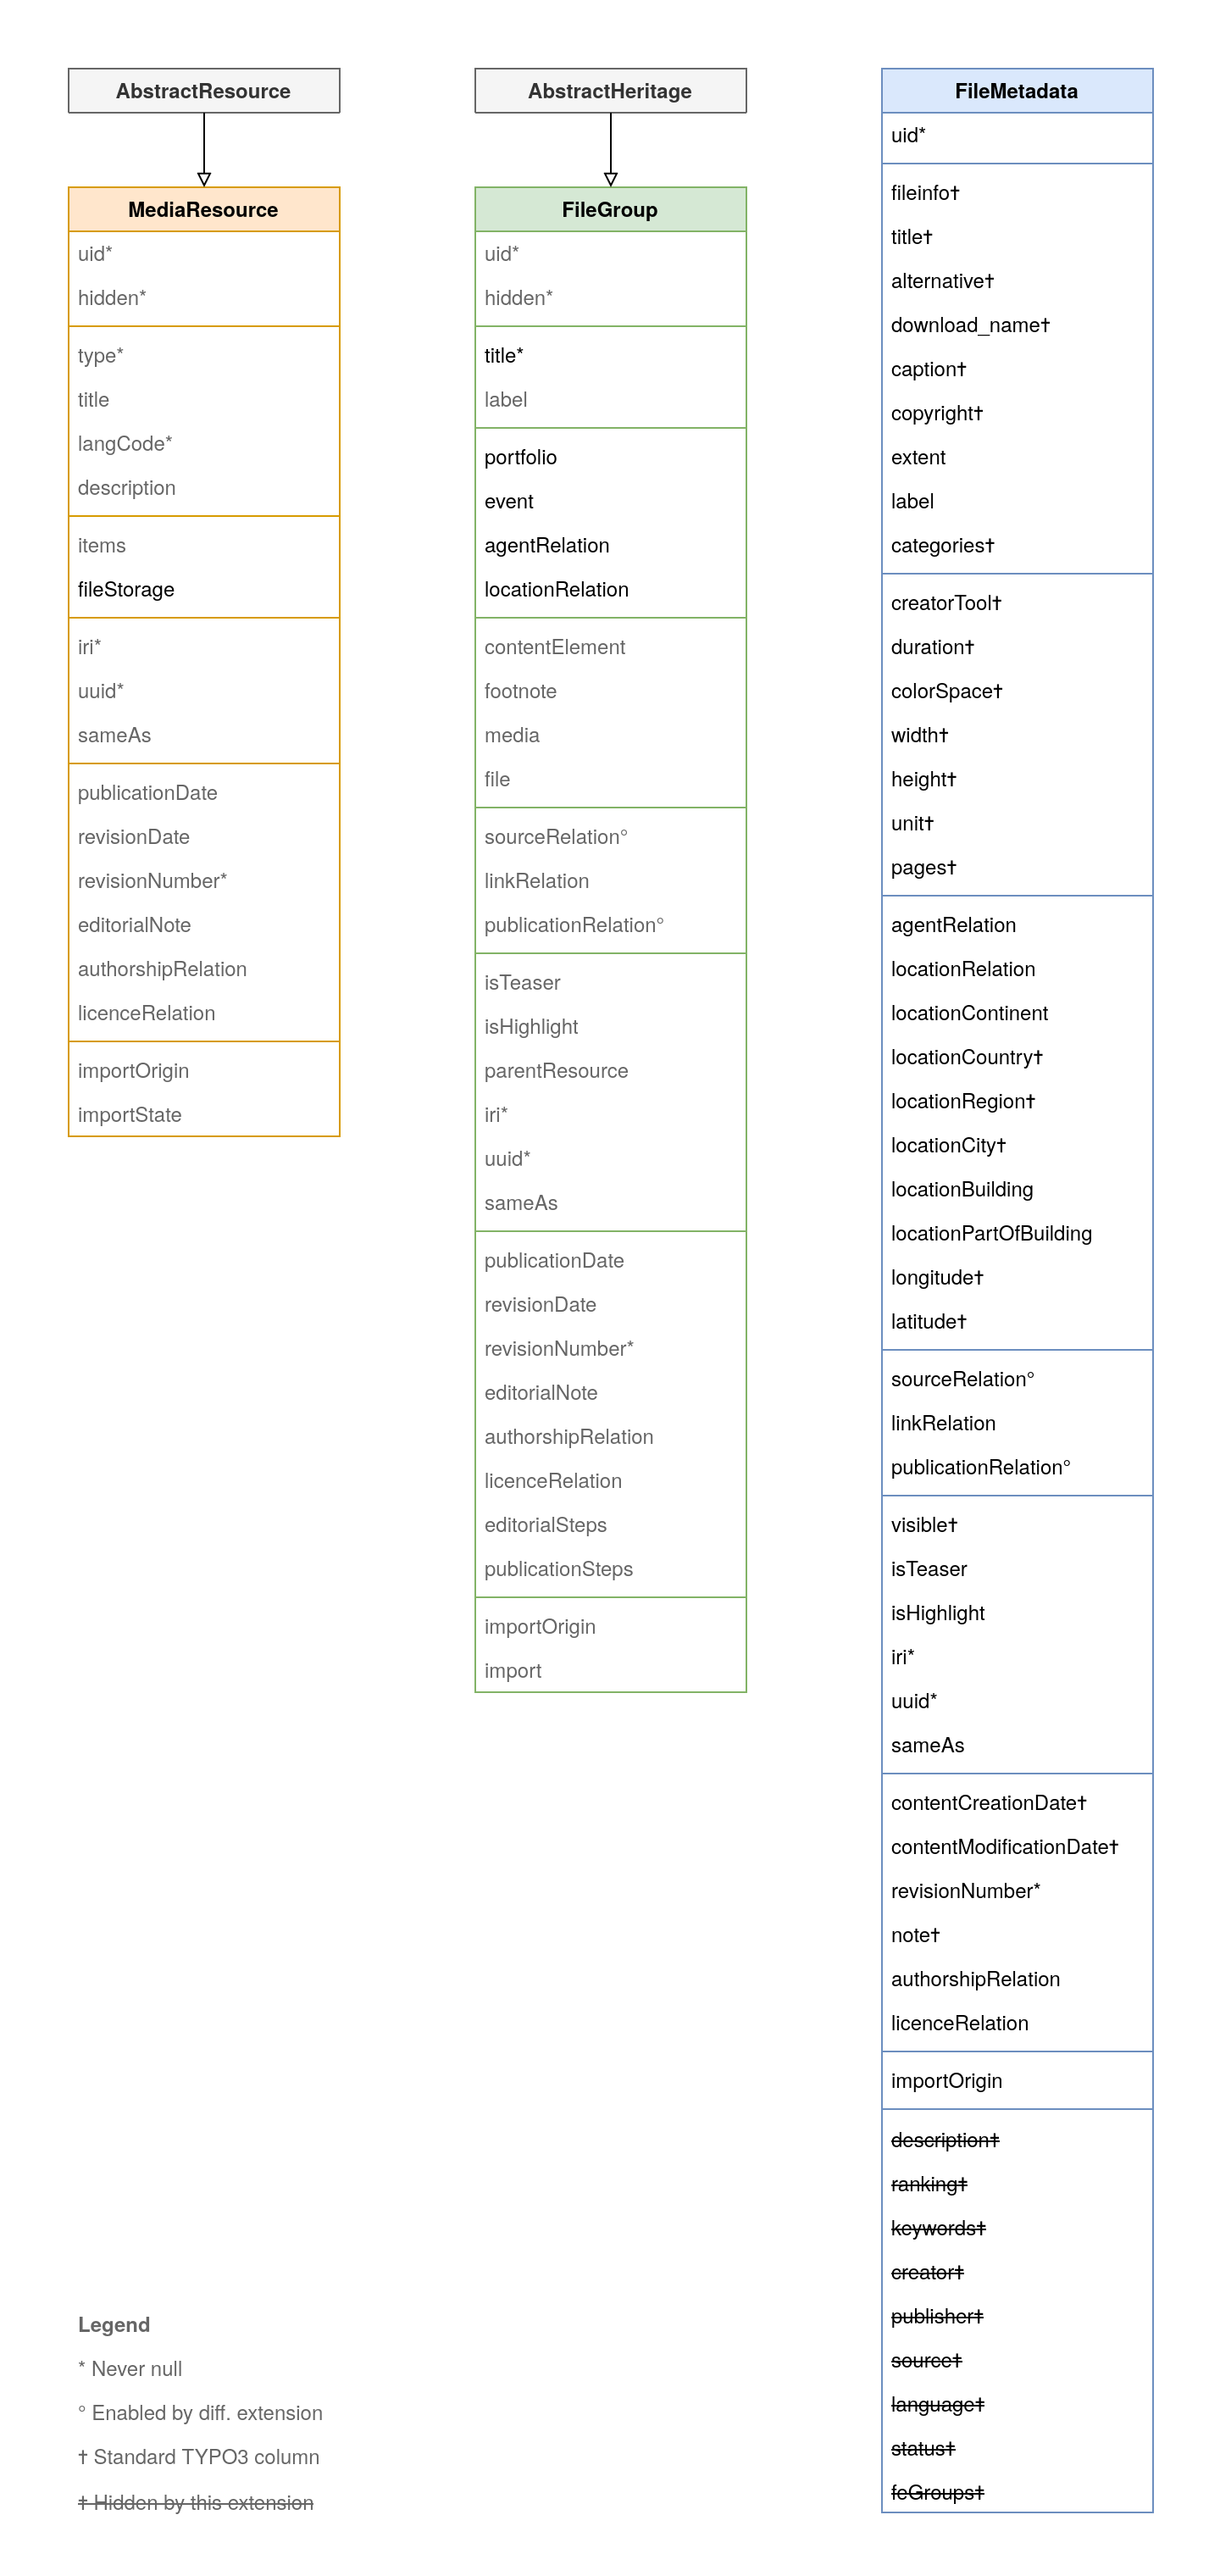 AbstractResource
MediaResource
uid*
hidden*
type*
title
langCode*
description
items
fileStorage
iri*
uuid*
sameAs
publicationDate
revisionDate
revisionNumber*
editorialNote
authorshipRelation
licenceRelation
importOrigin
importState
AbstractHeritage
FileGroup
uid*
hidden*
title*
label
portfolio
event
agentRelation
locationRelation
contentElement
footnote
media
file
sourceRelation°
linkRelation
publicationRelation°
isTeaser
isHighlight
parentResource
iri*
uuid*
sameAs
publicationDate
revisionDate
revisionNumber*
editorialNote
authorshipRelation
licenceRelation
editorialSteps
publicationSteps
importOrigin
import
FileMetadata
uid*
fileinfo†
title†
alternative†
download_name†
caption†
copyright†
extent
label
categories†
creatorTool†
duration†
colorSpace†
width†
height†
unit†
pages†
agentRelation
locationRelation
locationContinent
locationCountry†
locationRegion†
locationCity†
locationBuilding
locationPartOfBuilding
longitude†
latitude†
sourceRelation°
linkRelation
publicationRelation°
visible†
isTeaser
isHighlight
iri*
uuid*
sameAs
contentCreationDate†
contentModificationDate†
revisionNumber*
note†
authorshipRelation
licenceRelation
importOrigin
description†
ranking†
keywords†
creator†
publisher†
source†
language†
status†
feGroups†
Legend
* Never null
° Enabled by diff. extension
† Standard TYPO3 column
† Hidden by this extension